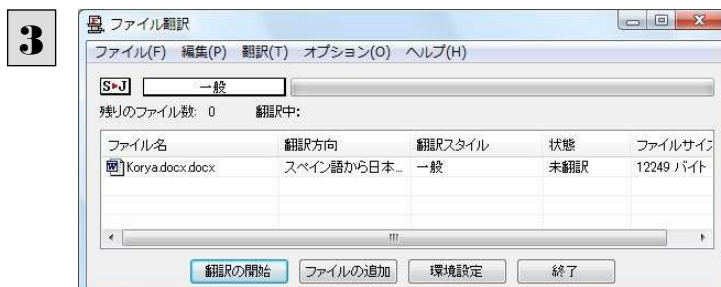 3
ファイル翻訳
ファイル(F) 編集(P) 翻訳(T) オプション(O) ヘルプ(H)
S▸J 一般
残りのファイル数: 0 翻訳中:
ファイル名 翻訳方向 翻訳スタイル 状態 ファイルサイズ
Korya.docx.docx スペイン語から日本... 一般 未翻訳 12249 バイト
翻訳の開始 ファイルの追加 環境設定 終了